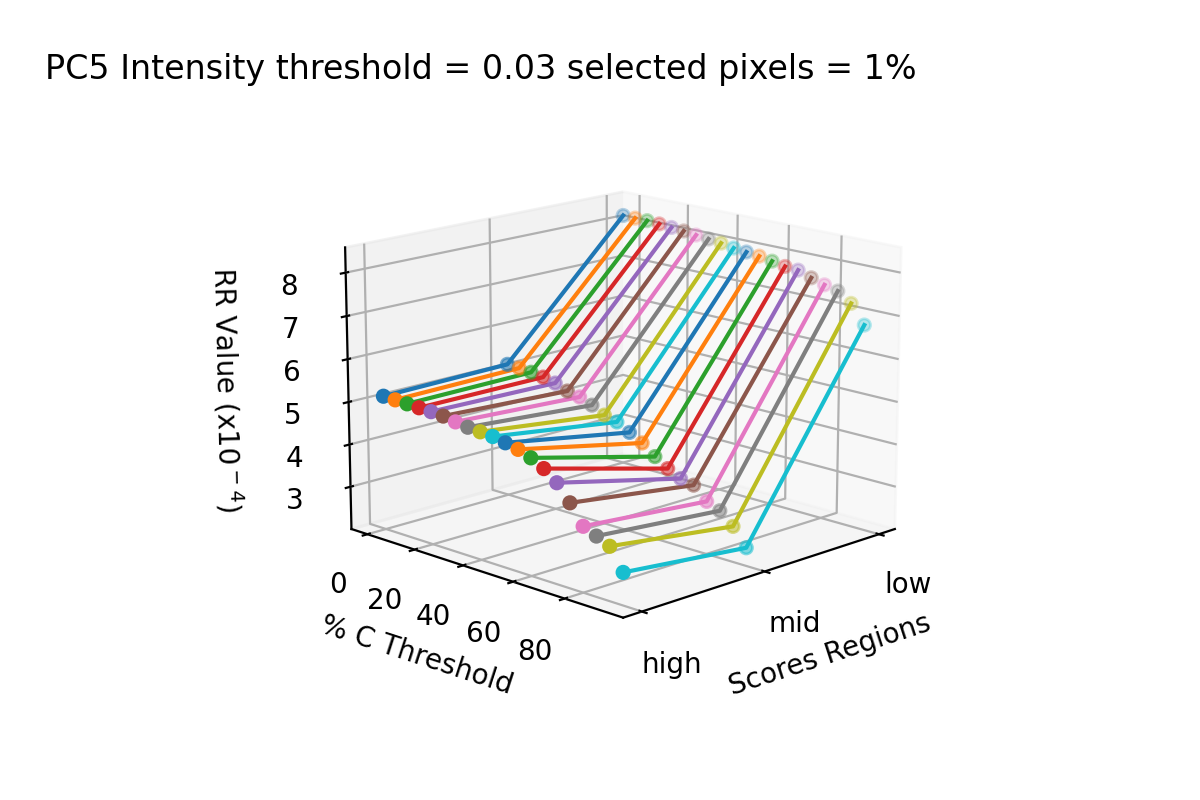 PC5 Intensity threshold = 0.03 selected pixels = 1%
RR Value (x10⁻⁴)
8
7
6
5
4
3
0
20
40
60
80
% C Threshold
high
mid
low
Scores Regions